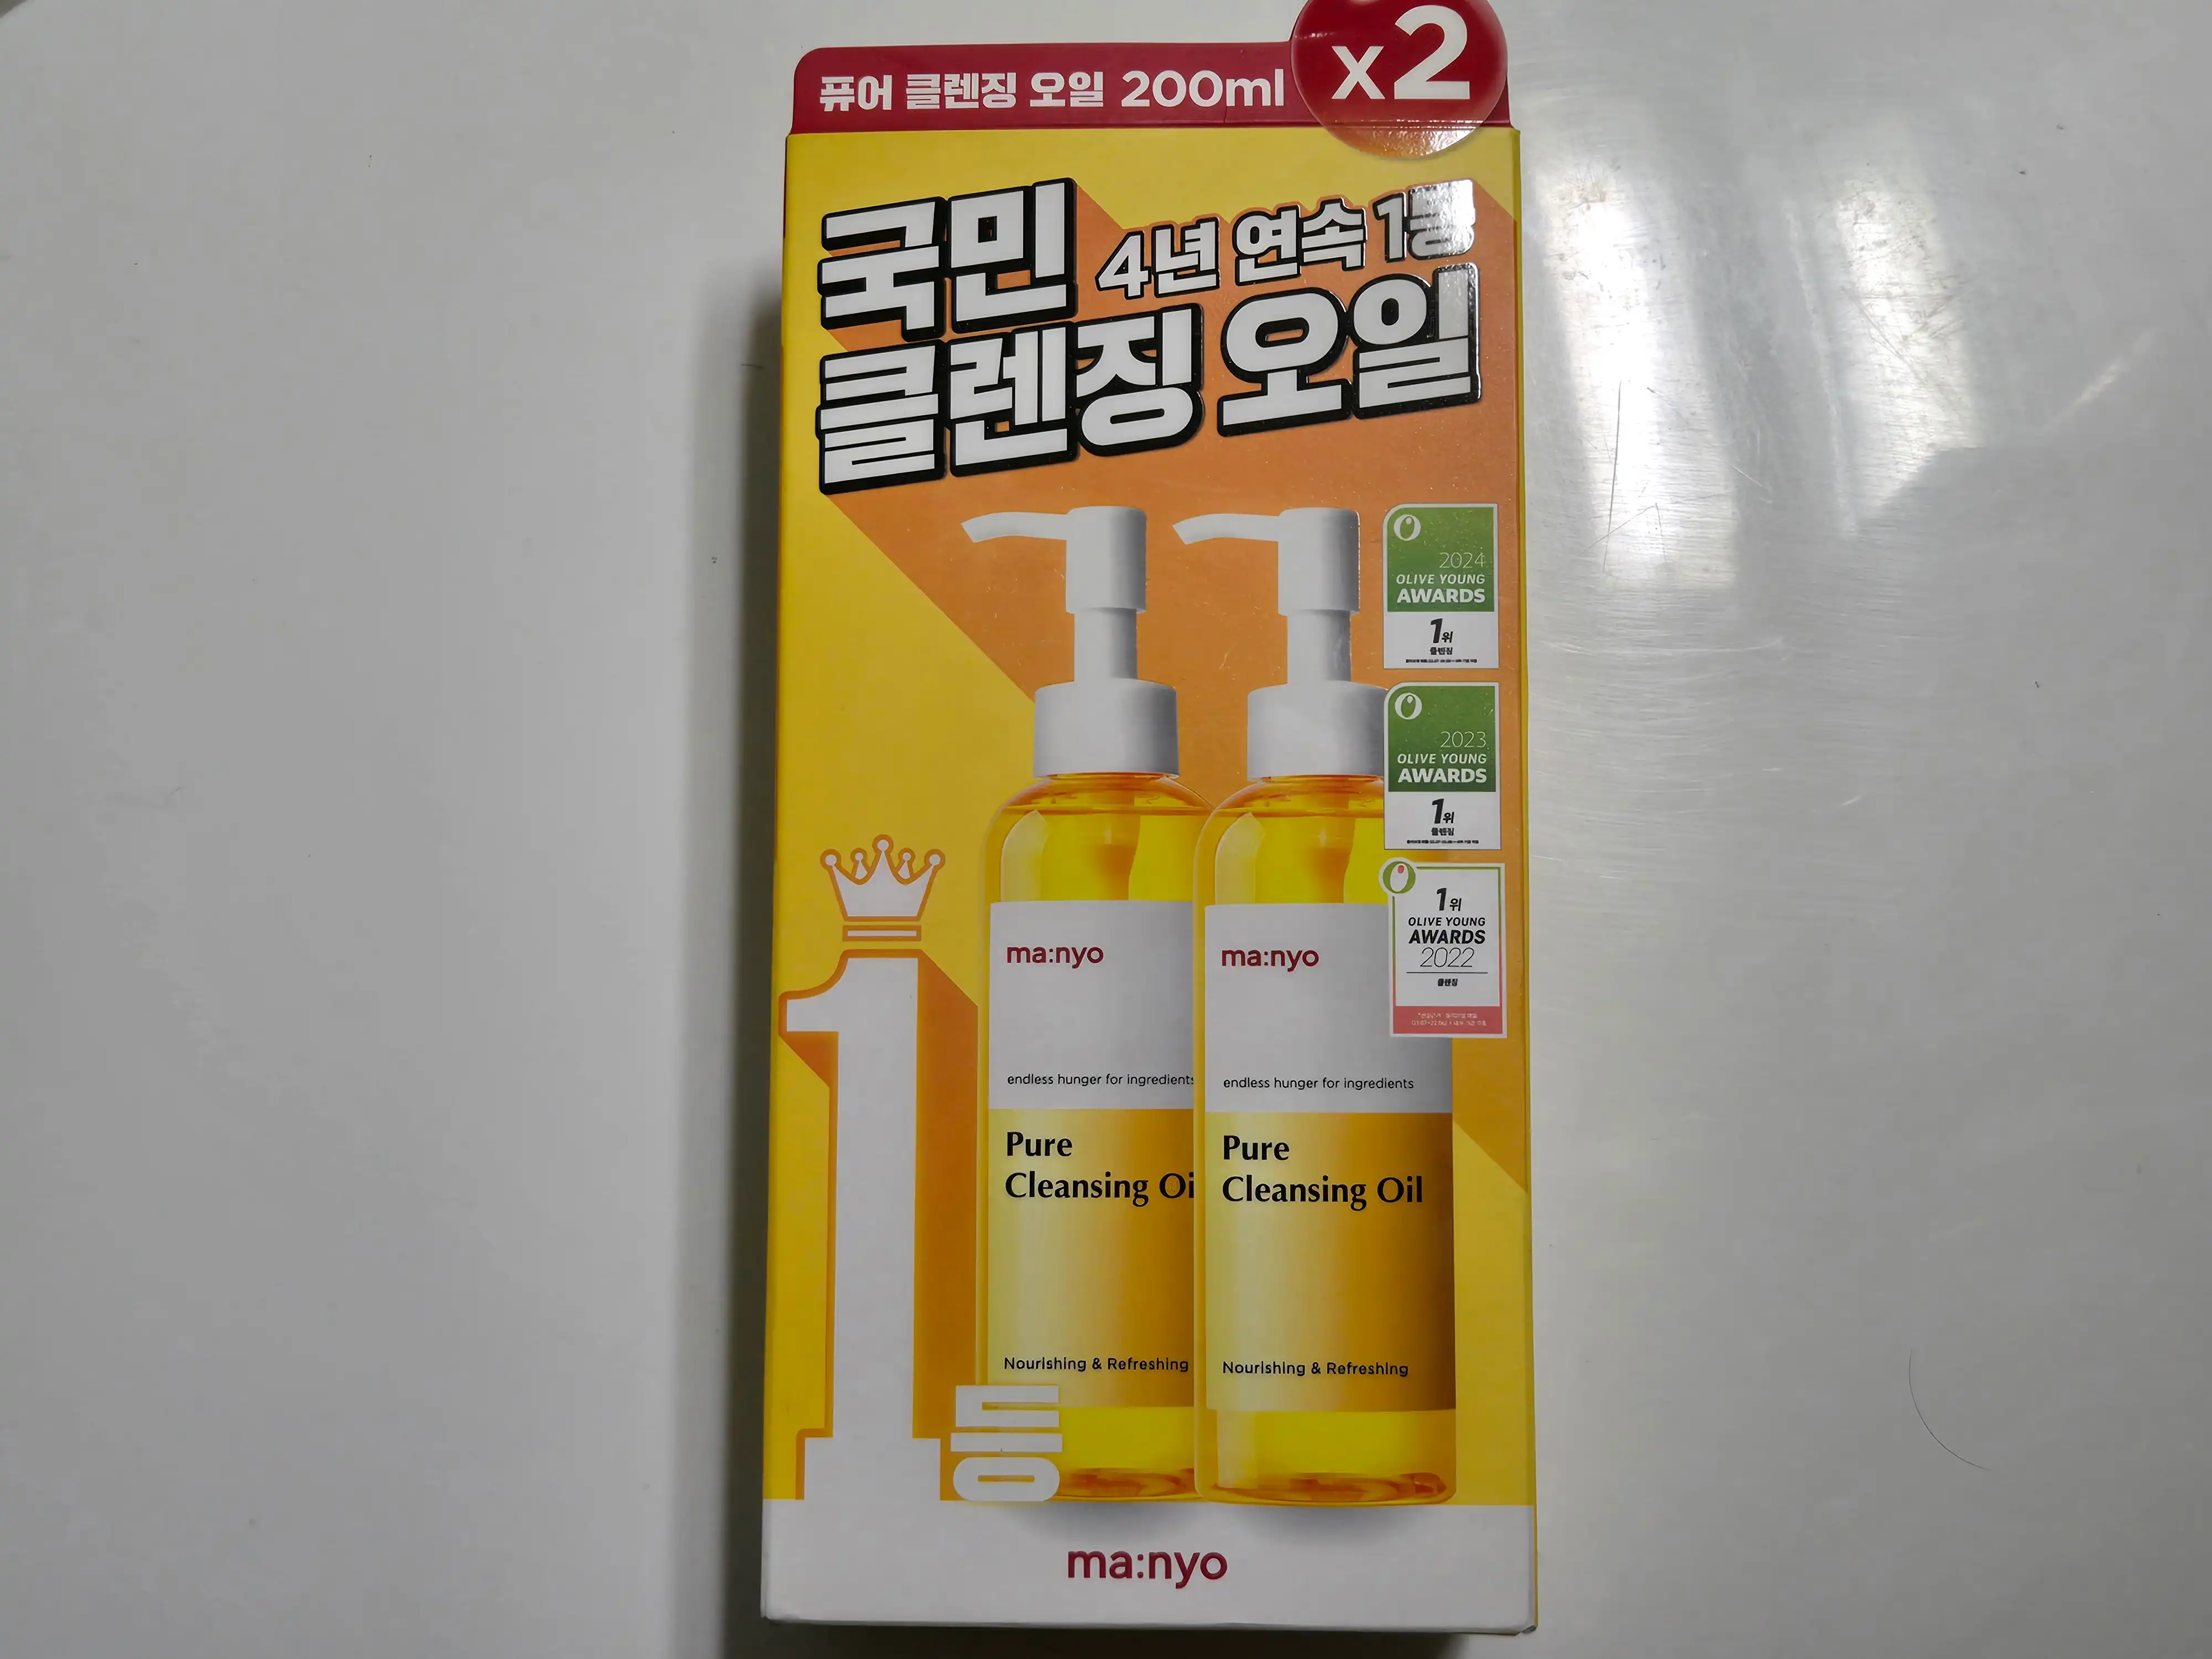 퓨어 클렌징 오일 200ml
x2
국민
4년 연속 1등
클렌징 오일
2024
OLIVE YOUNG
AWARDS
1위
클렌징
2023
OLIVE YOUNG
AWARDS
1위
클렌징
1위
OLIVE YOUNG
AWARDS
2022
클렌징
ma:nyo
endless hunger for ingredients
Pure
Cleansing Oi
Nourishing & Refreshing
ma:nyo
endless hunger for ingredients
Pure
Cleansing Oil
Nourishing & Refreshing
1등
ma:nyo